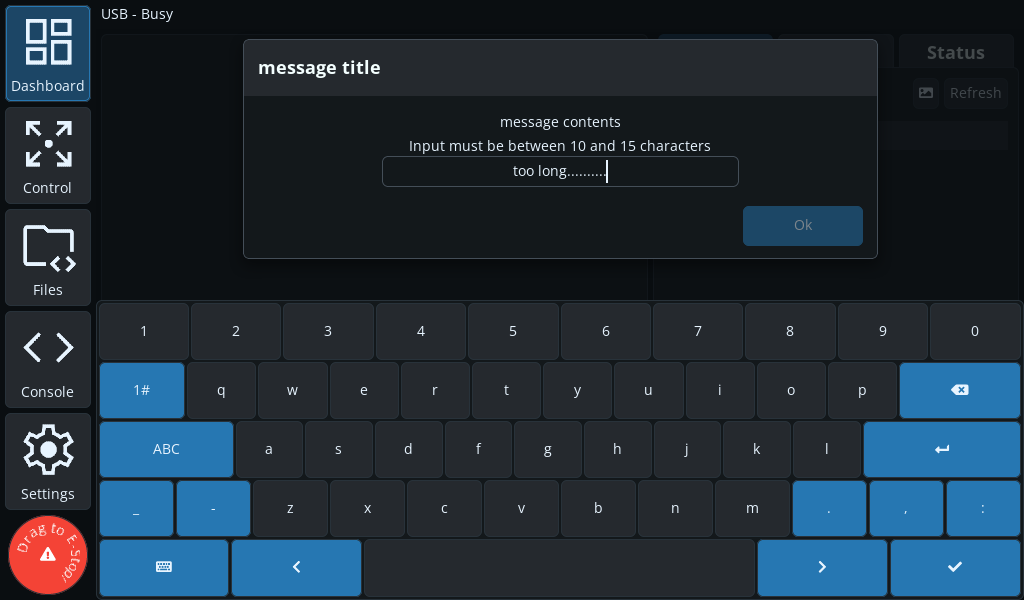 USB - Busy
Dashboard
Control
Files
Console
Settings
Drag to E-Stop!
Status
Refresh
message title
message contents
Input must be between 10 and 15 characters
too long..........
Ok
1 2 3 4 5 6 7 8 9 0
1# q w e r t y u i o p
ABC a s d f g h j k l
_ - z x c v b n m . , :